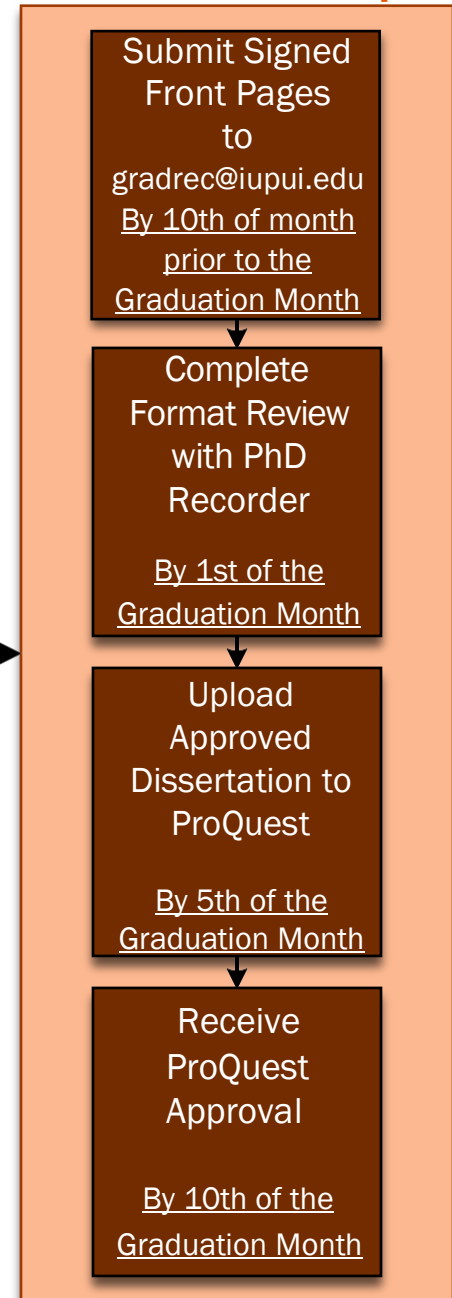 Submit Signed
Front Pages
to
gradrec@iupui.edu
By 10th of month
prior to the
Graduation Month
Complete
Format Review
with PhD
Recorder
By 1st of the
Graduation Month
Upload
Approved
Dissertation to
ProQuest
By 5th of the
Graduation Month
Receive
ProQuest
Approval
By 10th of the
Graduation Month